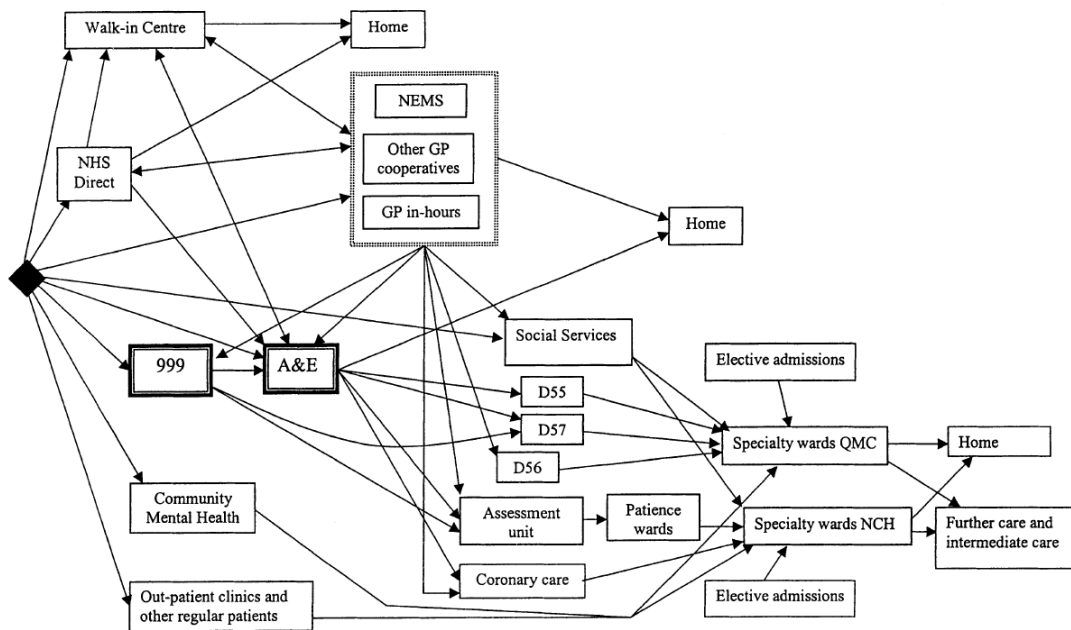 Walk-in Centre
Home
NEMS
Other GP
cooperatives
GP in-hours
NHS
Direct
Home
999
A&E
Social Services
Elective admissions
D55
D57
D56
Specialty wards QMC
Home
Community
Mental Health
Assessment
unit
Patience
wards
Specialty wards NCH
Further care and
intermediate care
Coronary care
Elective admissions
Out-patient clinics and
other regular patients